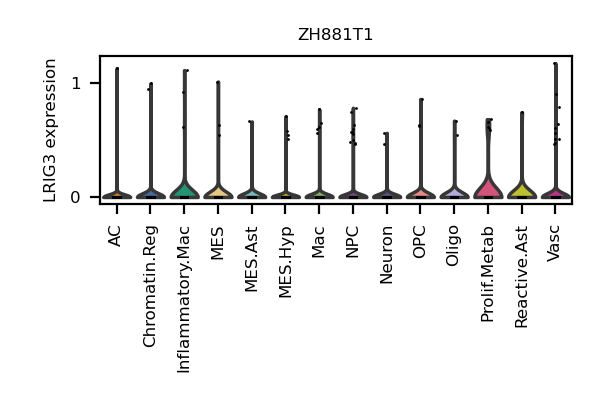 ZH881T1
LRIG3 expression
1
0
AC
Chromatin.Reg
Inflammatory.Mac
MES
MES.Ast
MES.Hyp
Mac
NPC
Neuron
OPC
Oligo
Prolif.Metab
Reactive.Ast
Vasc